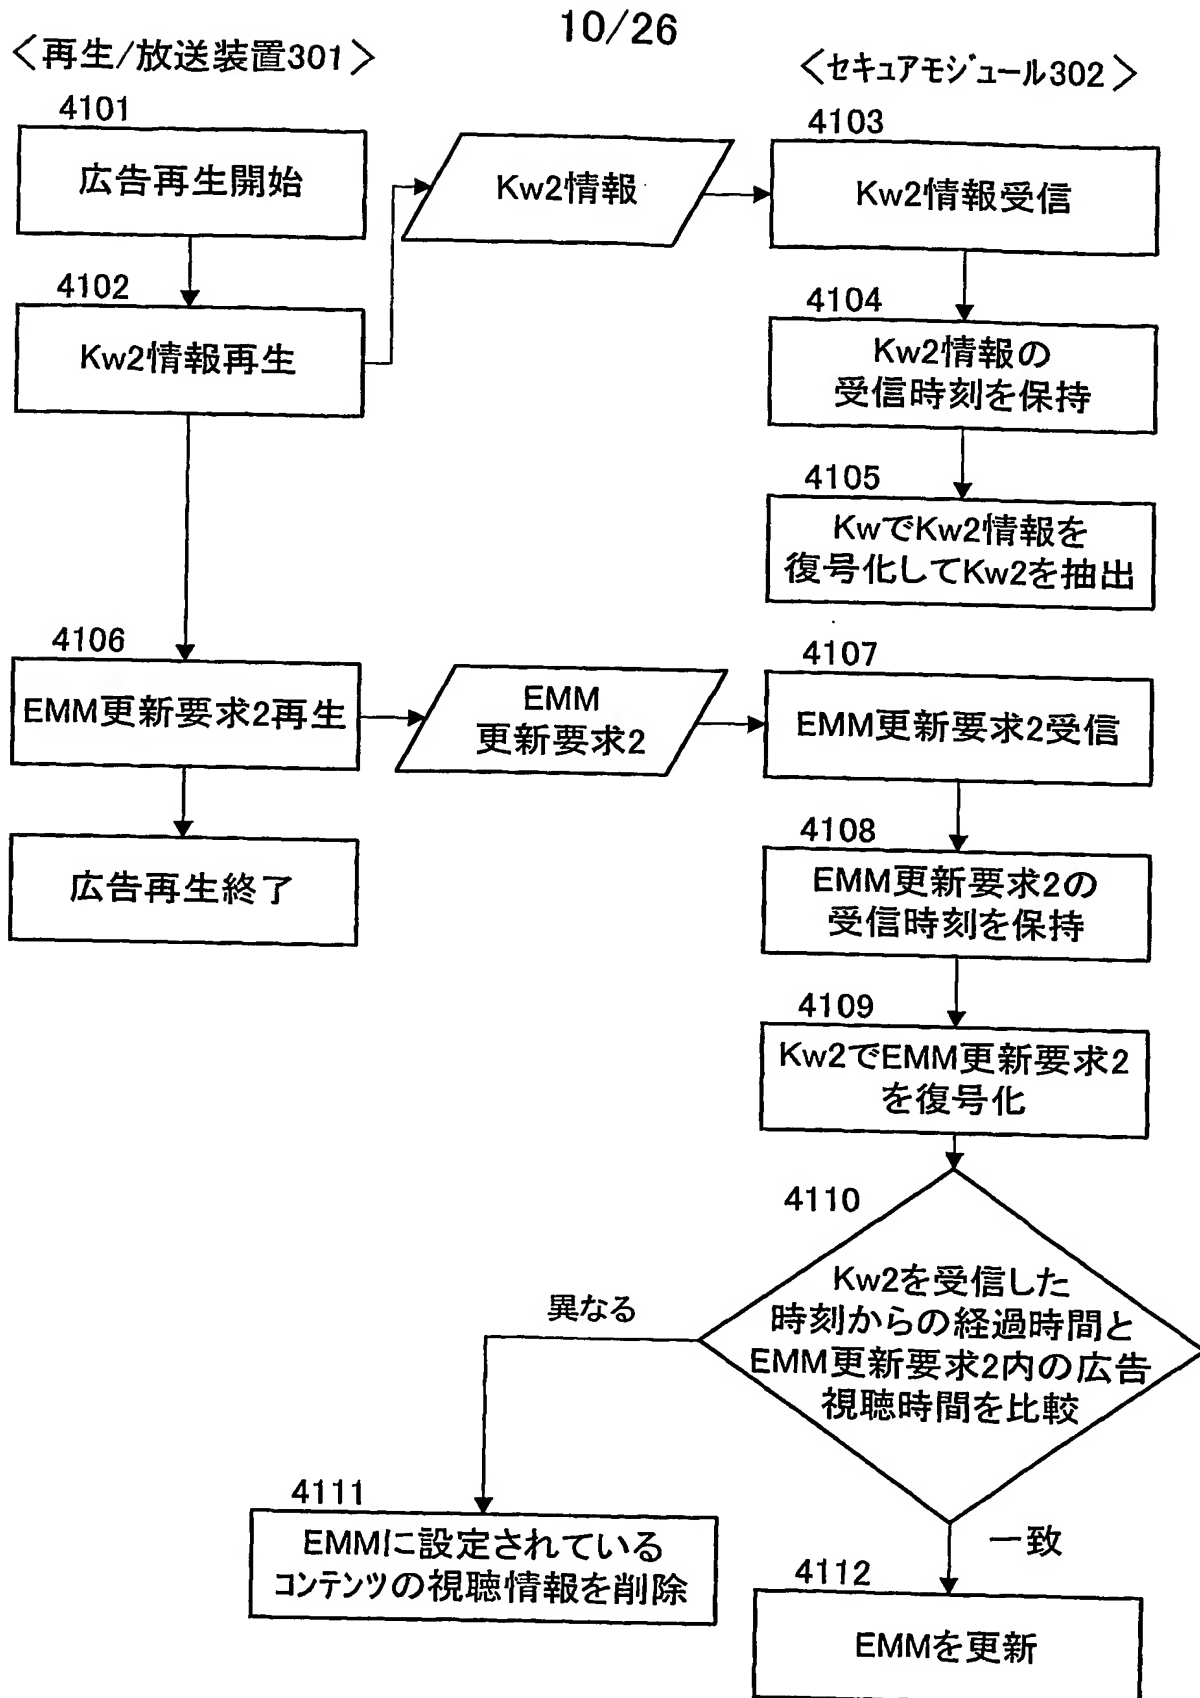 10/26
＜再生/放送装置301＞
＜セキュアモジュール302＞
4101
広告再生開始
Kw2情報
4103
Kw2情報受信
4102
Kw2情報再生
4104
Kw2情報の
受信時刻を保持
4105
KwでKw2情報を
復号化してKw2を抽出
4106
EMM更新要求2再生
EMM
更新要求2
4107
EMM更新要求2受信
広告再生終了
4108
EMM更新要求2の
受信時刻を保持
4109
Kw2でEMM更新要求2
を復号化
4110
Kw2を受信した
時刻からの経過時間と
EMM更新要求2内の広告
視聴時間を比較
異なる
4111
EMMに設定されている
コンテンツの視聴情報を削除
一致
4112
EMMを更新